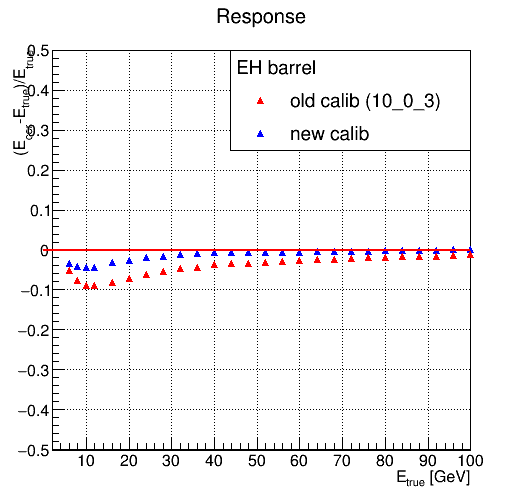 Response
(E_cor-E_true)/E_true
EH barrel
old calib (10_0_3)
new calib
0.5
0.4
0.3
0.2
0.1
0
−0.1
−0.2
−0.3
−0.4
−0.5
10 20 30 40 50 60 70 80 90 100
E_true [GeV]